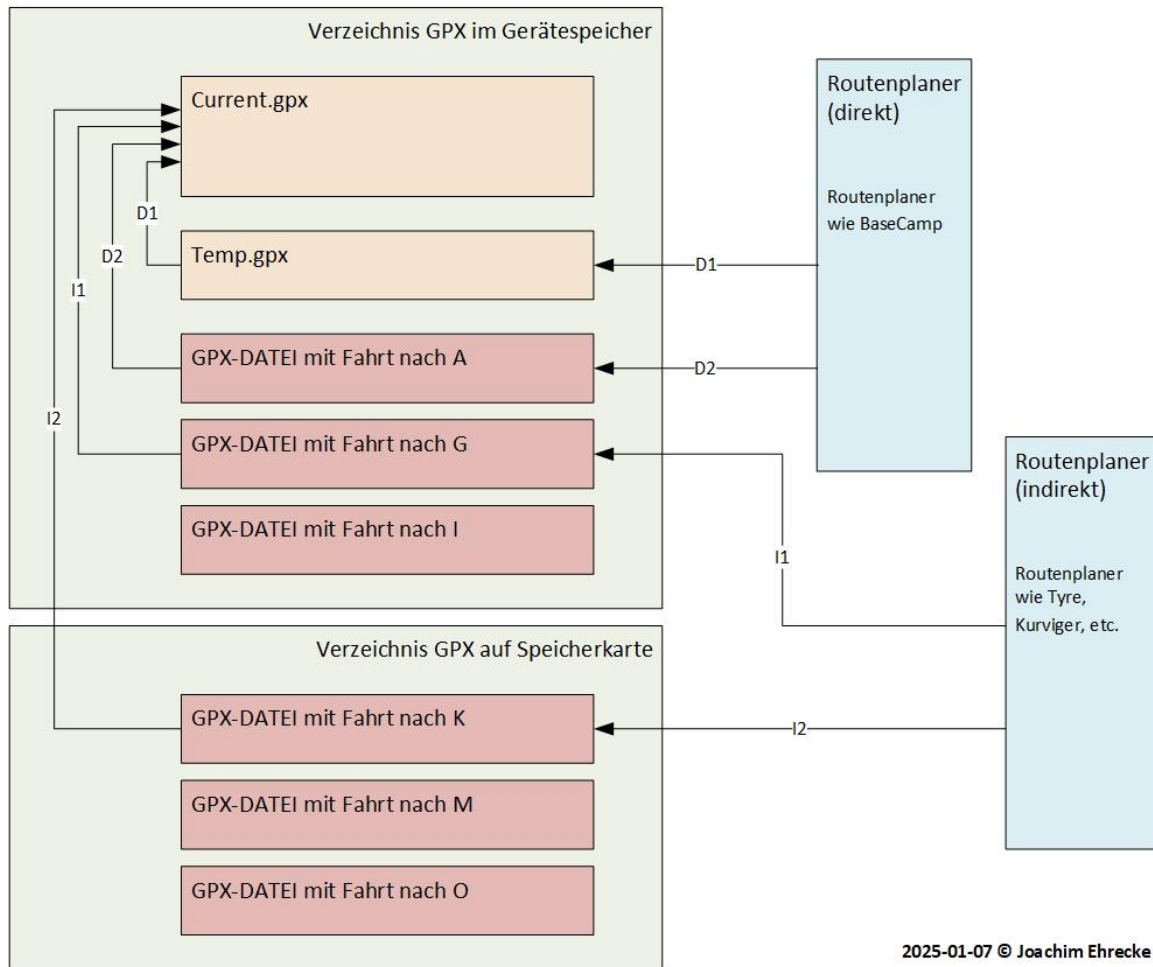 Verzeichnis GPX im Gerätespeicher
Current.gpx
D1
D2
I1
I2
Temp.gpx
GPX-DATEI mit Fahrt nach A
GPX-DATEI mit Fahrt nach G
GPX-DATEI mit Fahrt nach I
Verzeichnis GPX auf Speicherkarte
GPX-DATEI mit Fahrt nach K
GPX-DATEI mit Fahrt nach M
GPX-DATEI mit Fahrt nach O
D1
D2
I1
I2
Routenplaner
(direkt)
Routenplaner
wie BaseCamp
Routenplaner
(indirekt)
Routenplaner
wie Tyre,
Kurviger, etc.
2025-01-07 © Joachim Ehrecke